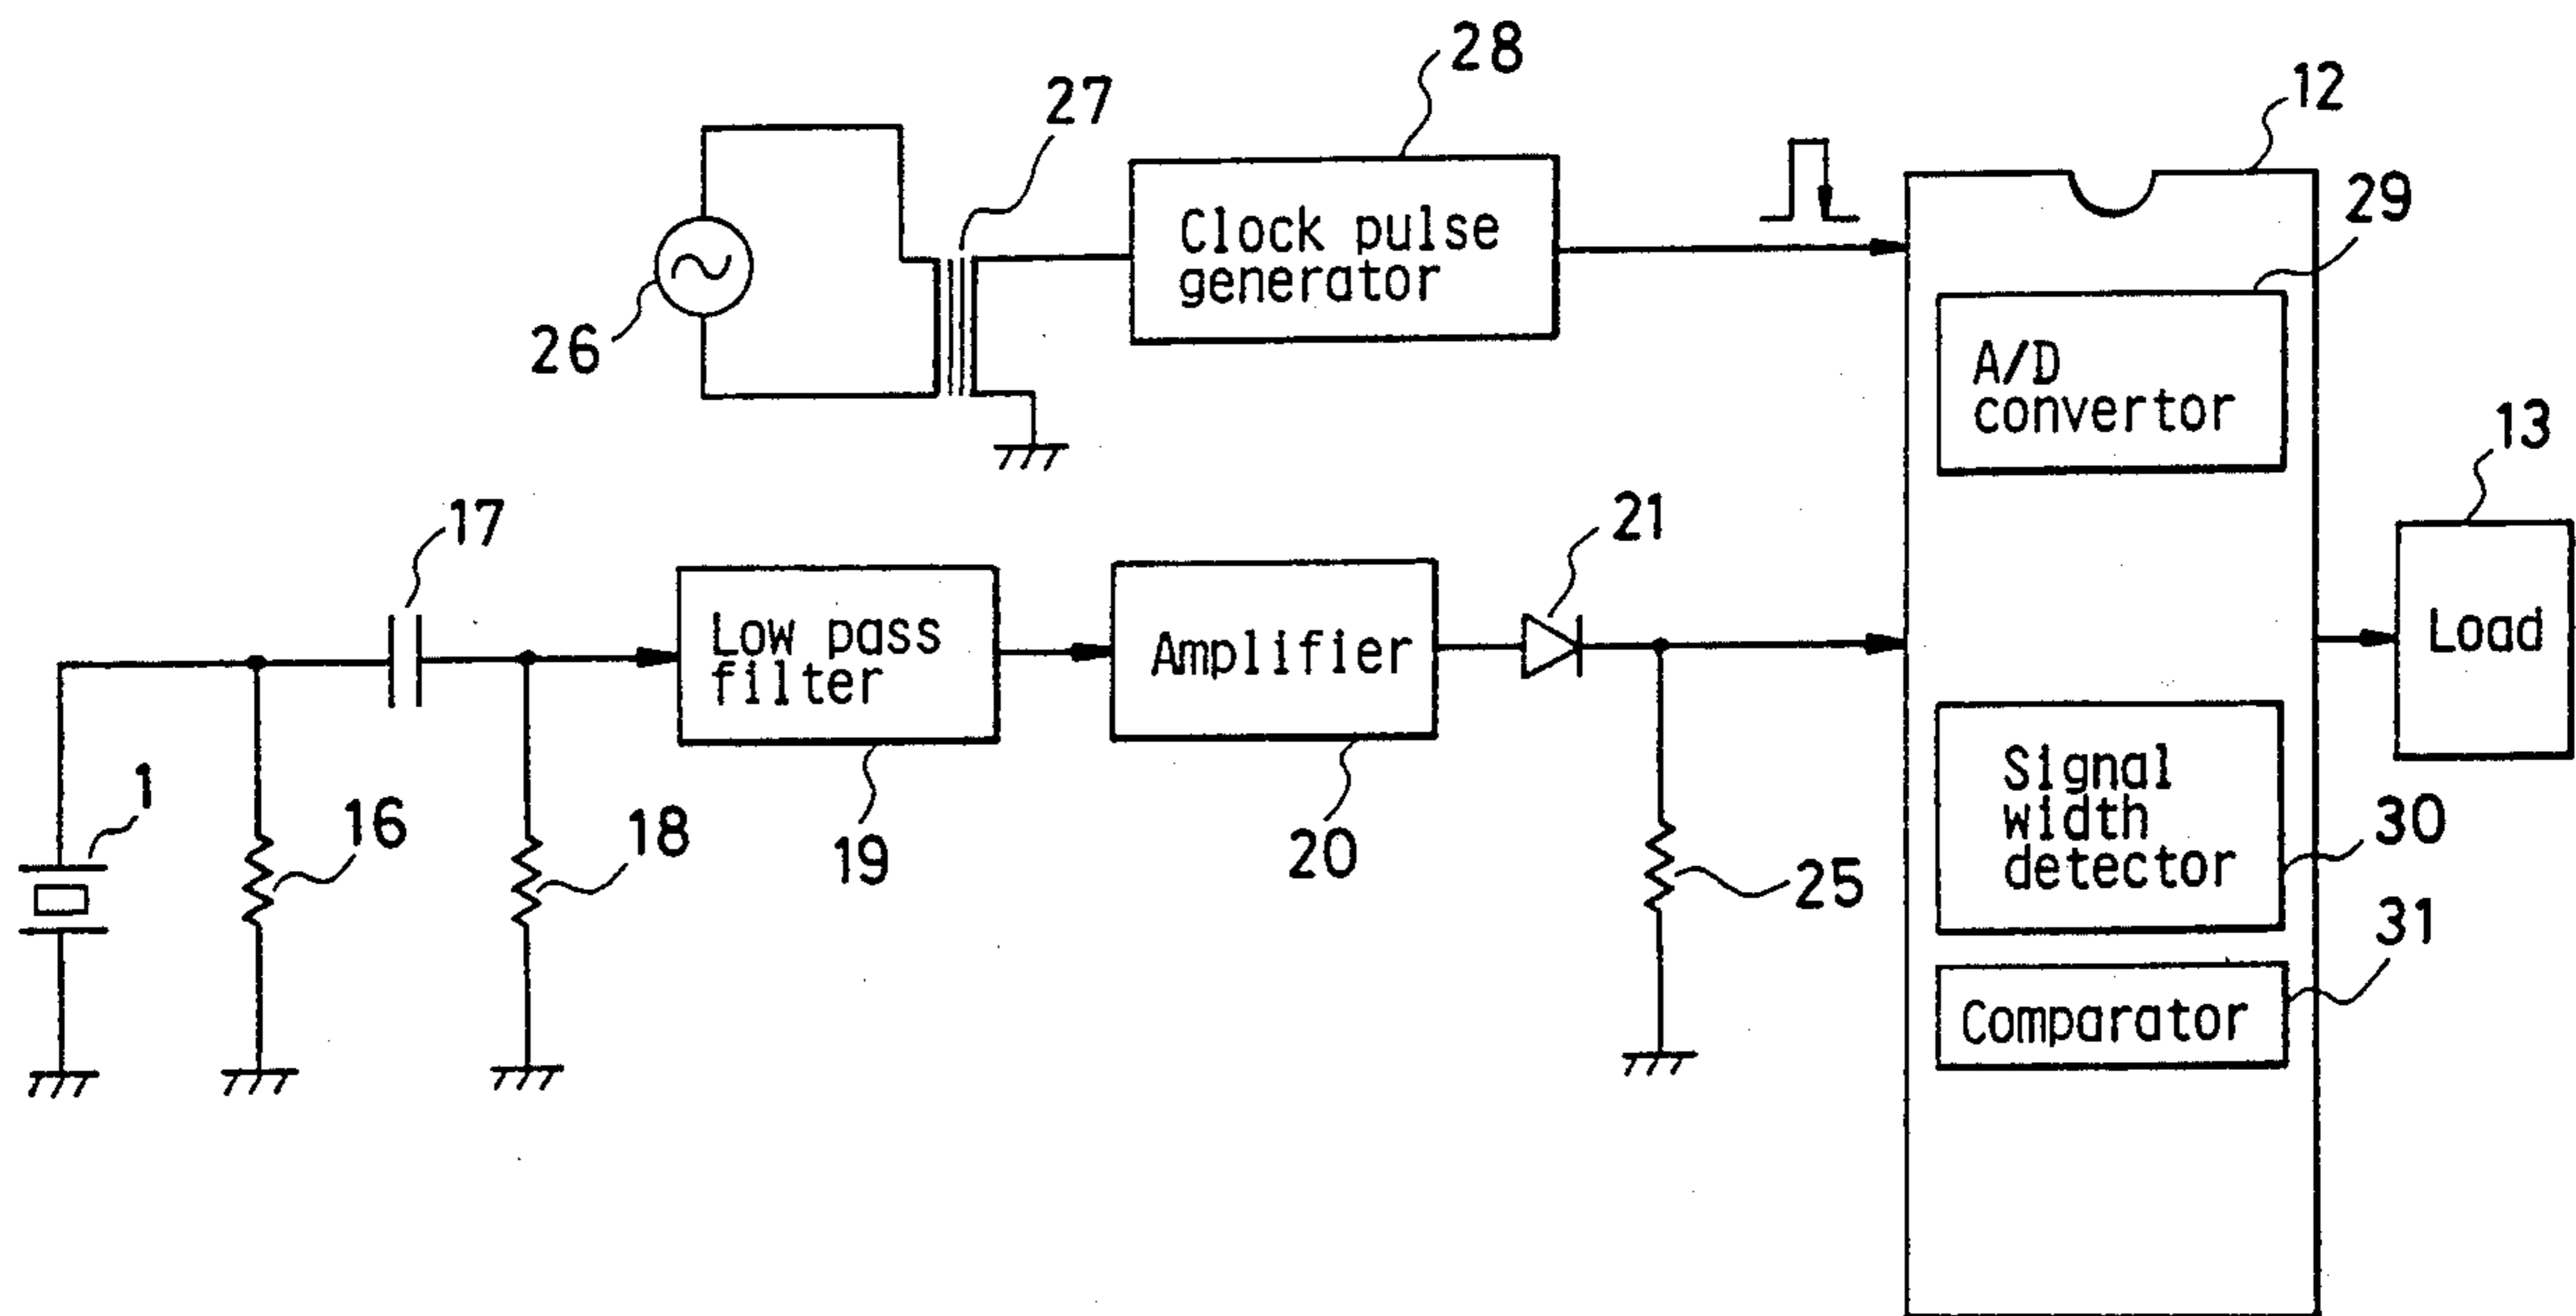 28
12
27
Clock pulse
generator
29
26
A/D
convertor
13
17
21
Low pass
filter
Amplifier
Load
1
16
18
19
20
25
Signal
width
detector
30
31
Comparator